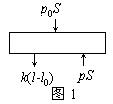 p₀S
k(l-l₀)
pS
图 1